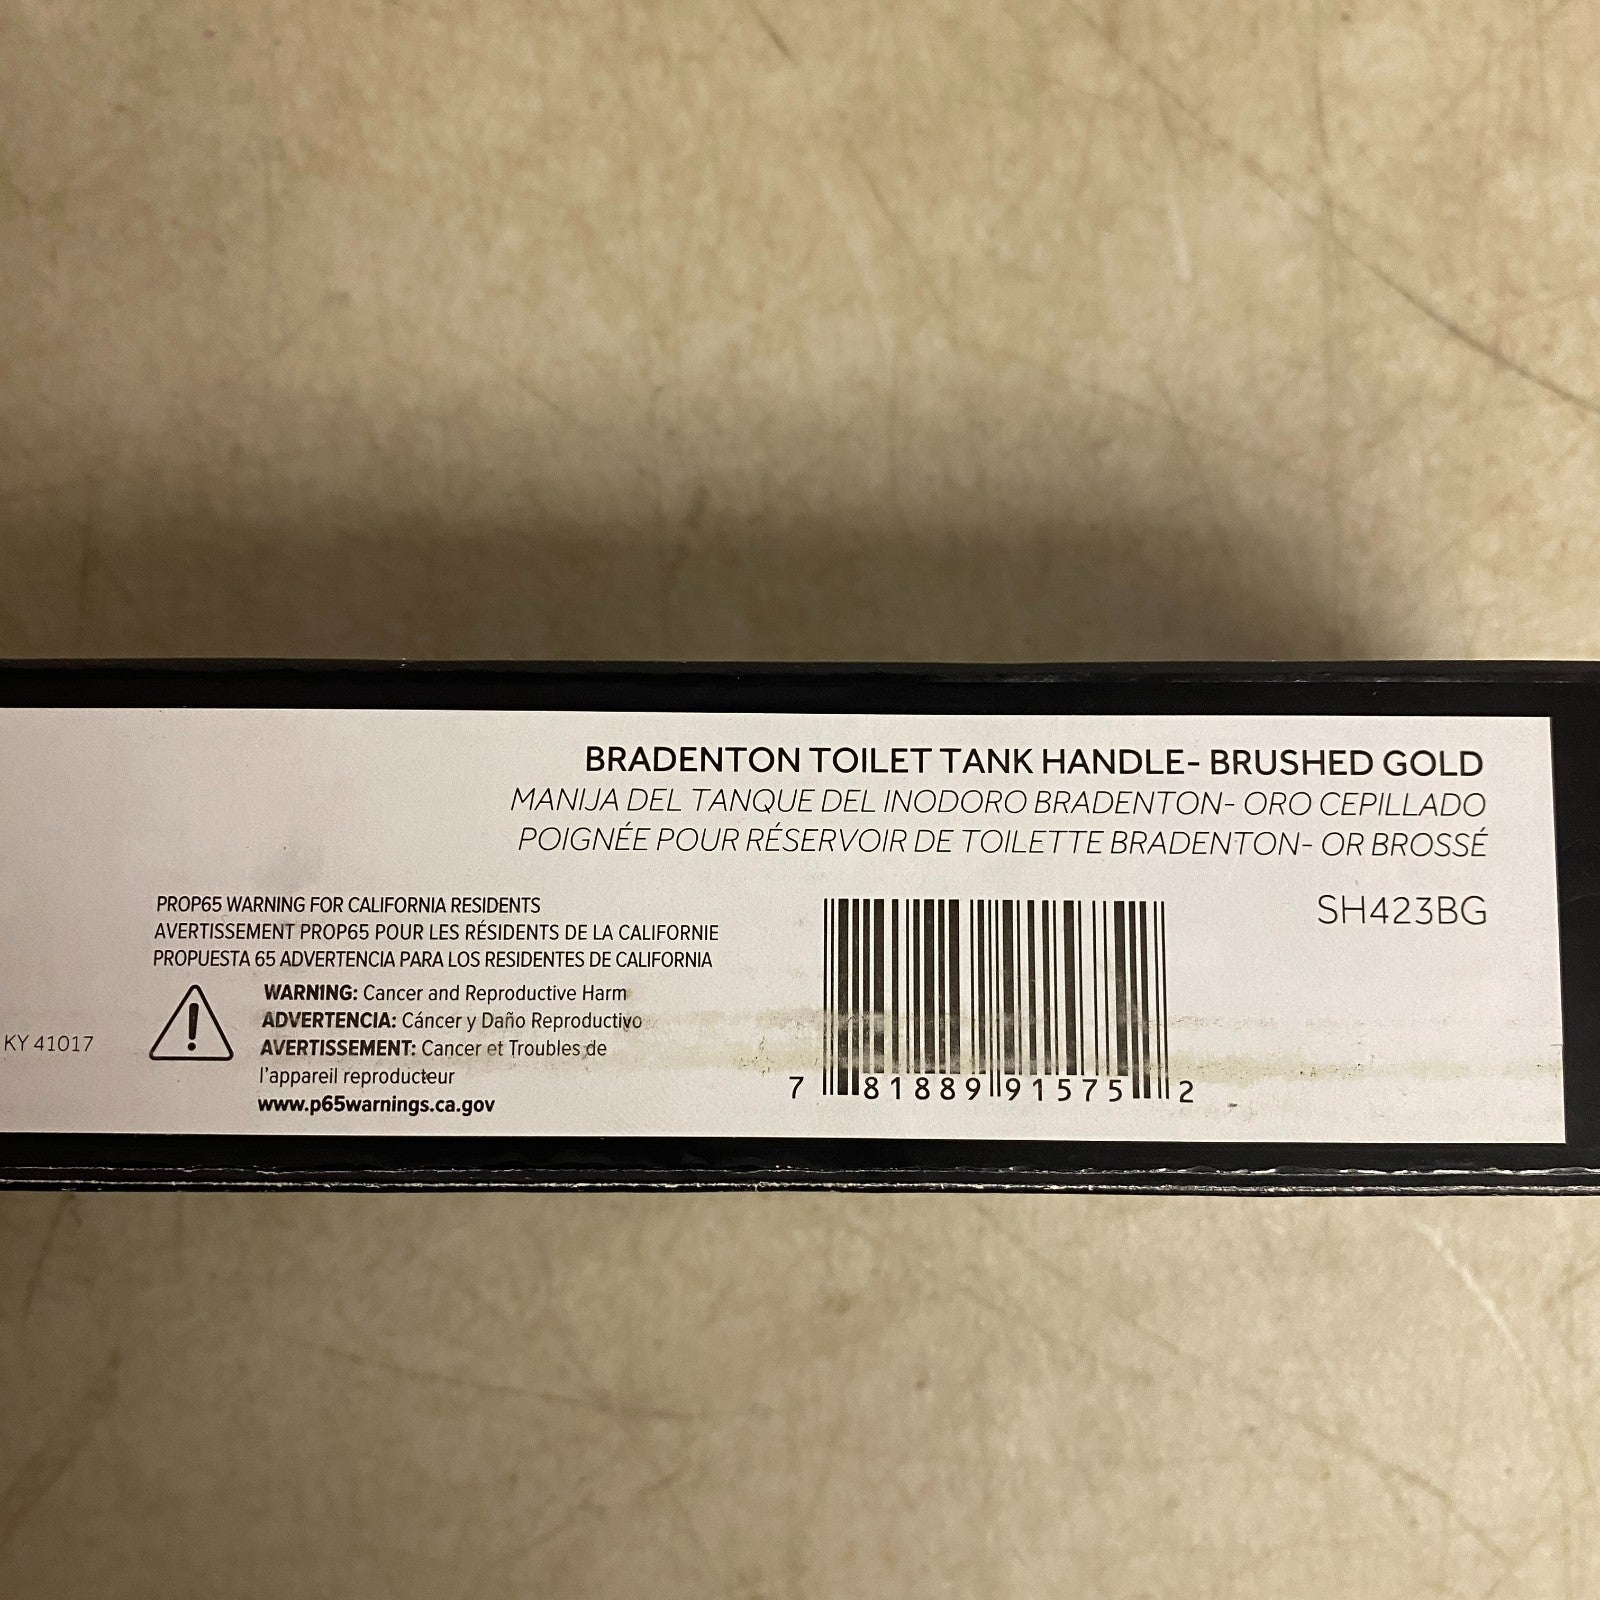 BRADENTON TOILET TANK HANDLE- BRUSHED GOLD
MANIJA DEL TANQUE DEL INODORO BRADENTON- ORO CEPILLADO
POIGNÉE POUR RÉSERVOIR DE TOILETTE BRADENTON- OR BROSSÉ
SH423BG
PROP65 WARNING FOR CALIFORNIA RESIDENTS
AVERTISSEMENT PROP65 POUR LES RÉSIDENTS DE LA CALIFORNIE
PROPUESTA 65 ADVERTENCIA PARA LOS RESIDENTES DE CALIFORNIA
WARNING: Cancer and Reproductive Harm
ADVERTENCIA: Cáncer y Daño Reproductivo
AVERTISSEMENT: Cancer et Troubles de
l'appareil reproducteur
www.p65warnings.ca.gov
KY 41017
7 81889 91575 2